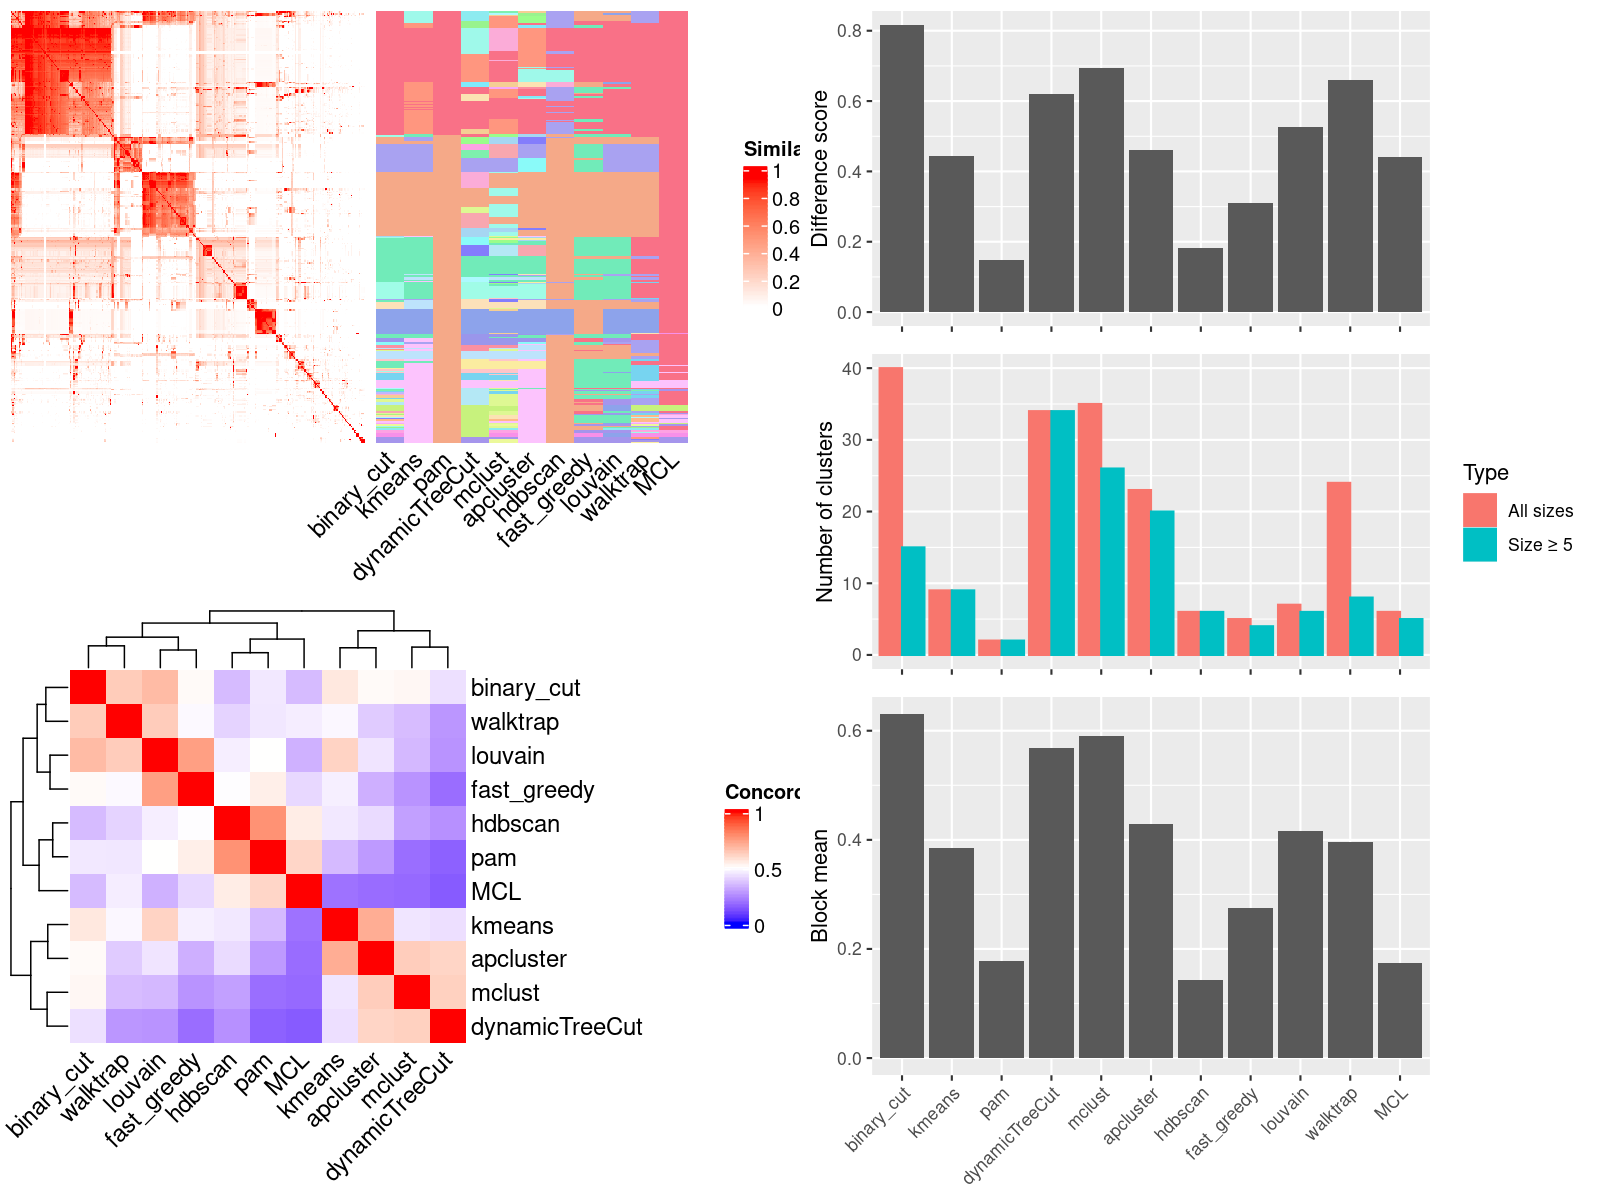 Simila
1
0.8
0.6
0.4
0.2
0
binary_cut
kmeans
pam
dynamicTreeCut
mclust
apcluster
hdbscan
fast_greedy
louvain
walktrap
MCL
Difference score
0.8
0.6
0.4
0.2
0.0
Number of clusters
40
30
20
10
0
Type
All sizes
Size ≥ 5
binary_cut
walktrap
louvain
fast_greedy
hdbscan
pam
MCL
kmeans
apcluster
mclust
dynamicTreeCut
binary_cut
walktrap
louvain
fast_greedy
hdbscan
pam
MCL
kmeans
apcluster
mclust
dynamicTreeCut
Concord
1
0.5
0
Block mean
0.6
0.4
0.2
0.0
binary_cut
kmeans
pam
dynamicTreeCut
mclust
apcluster
hdbscan
fast_greedy
louvain
walktrap
MCL